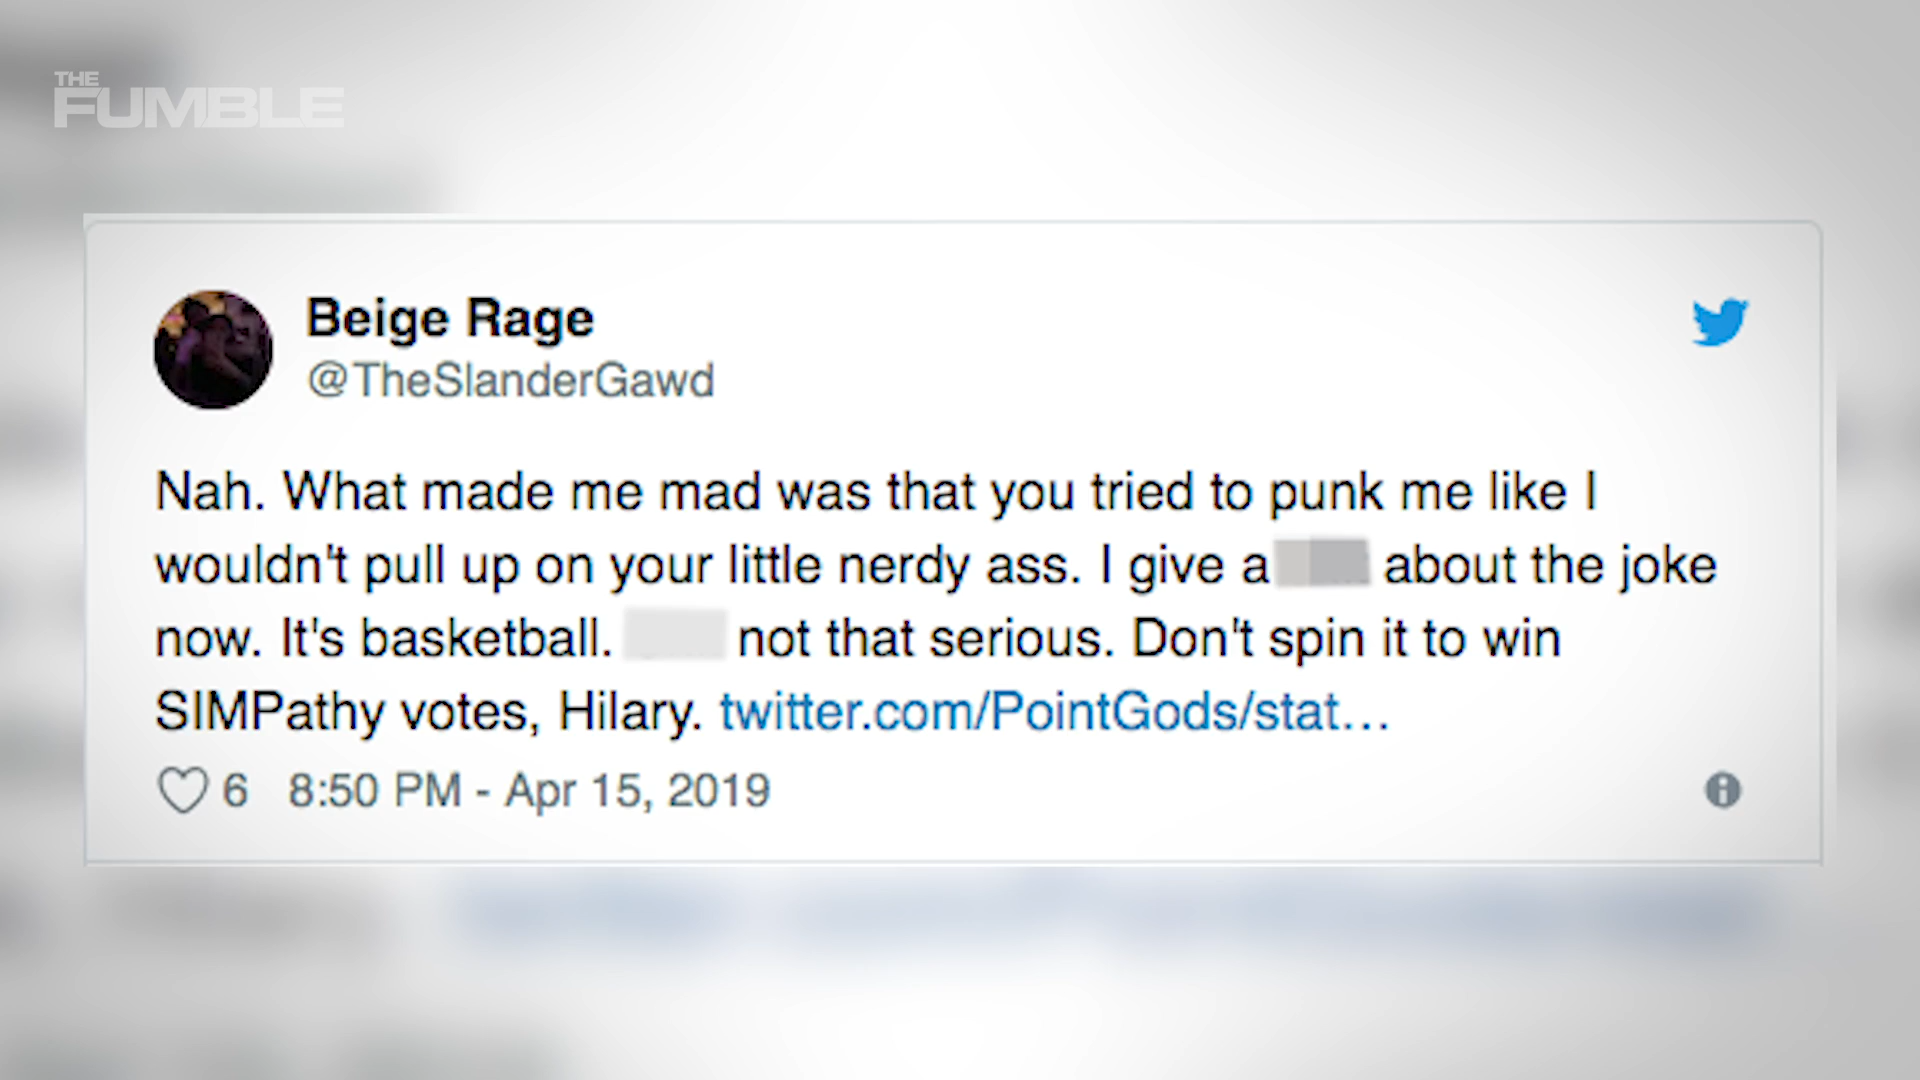 THE
FUMBLE
Beige Rage
@TheSlanderGawd
Nah. What made me mad was that you tried to punk me like I
wouldn't pull up on your little nerdy ass. I give a about the joke
now. It's basketball. not that serious. Don't spin it to win
SIMPathy votes, Hilary. twitter.com/PointGods/stat…
6 8:50 PM - Apr 15, 2019